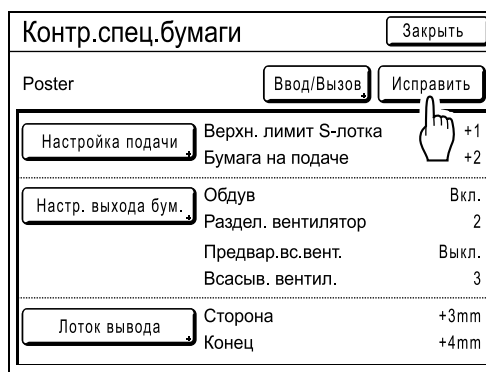 Контр.спец.бумаги Закрыть
Poster Ввод/Вызов Исправить
Настройка подачи Верхн. лимит S-лотка +1
Бумага на подаче +2
Настр. выхода бум. Обдув Вкл.
Раздел. вентилятор 2
Предвар.вс.вент. Выкл.
Всасыв. вентил. 3
Лоток вывода Сторона +3mm
Конец +4mm